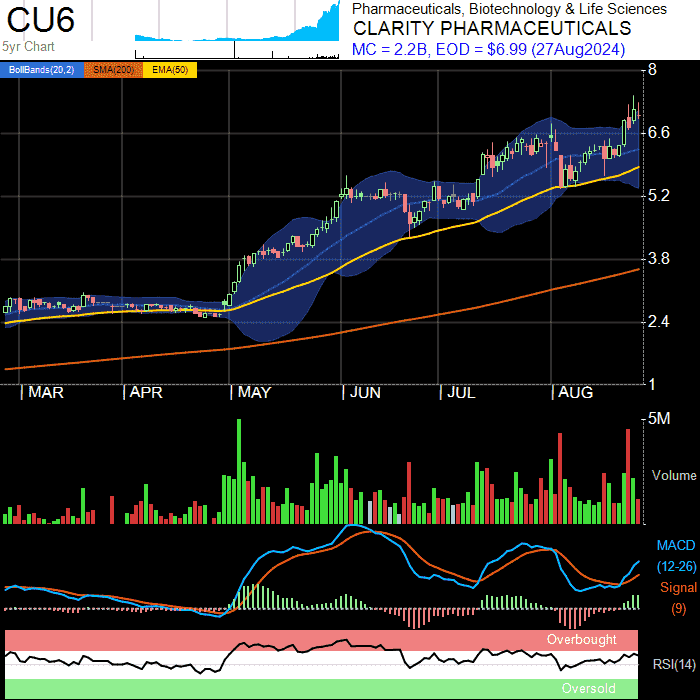 CU6
5yr Chart
Pharmaceuticals, Biotechnology & Life Sciences
CLARITY PHARMACEUTICALS
MC = 2.2B, EOD = $6.99 (27Aug2024)
BollBands(20,2) SMA(200) EMA(50)
8
6.6
5.2
3.8
2.4
1
MAR APR MAY JUN JUL AUG
5M
Volume
MACD
(12-26)
Signal
(9)
Overbought
RSI(14)
Oversold